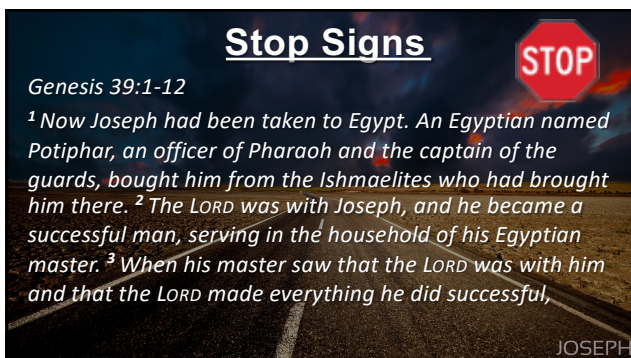 Stop Signs
STOP
Genesis 39:1-12
1 Now Joseph had been taken to Egypt. An Egyptian named
Potiphar, an officer of Pharaoh and the captain of the
guards, bought him from the Ishmaelites who had brought
him there. 2 The LORD was with Joseph, and he became a
successful man, serving in the household of his Egyptian
master. 3 When his master saw that the LORD was with him
and that the LORD made everything he did successful,
JOSEPH